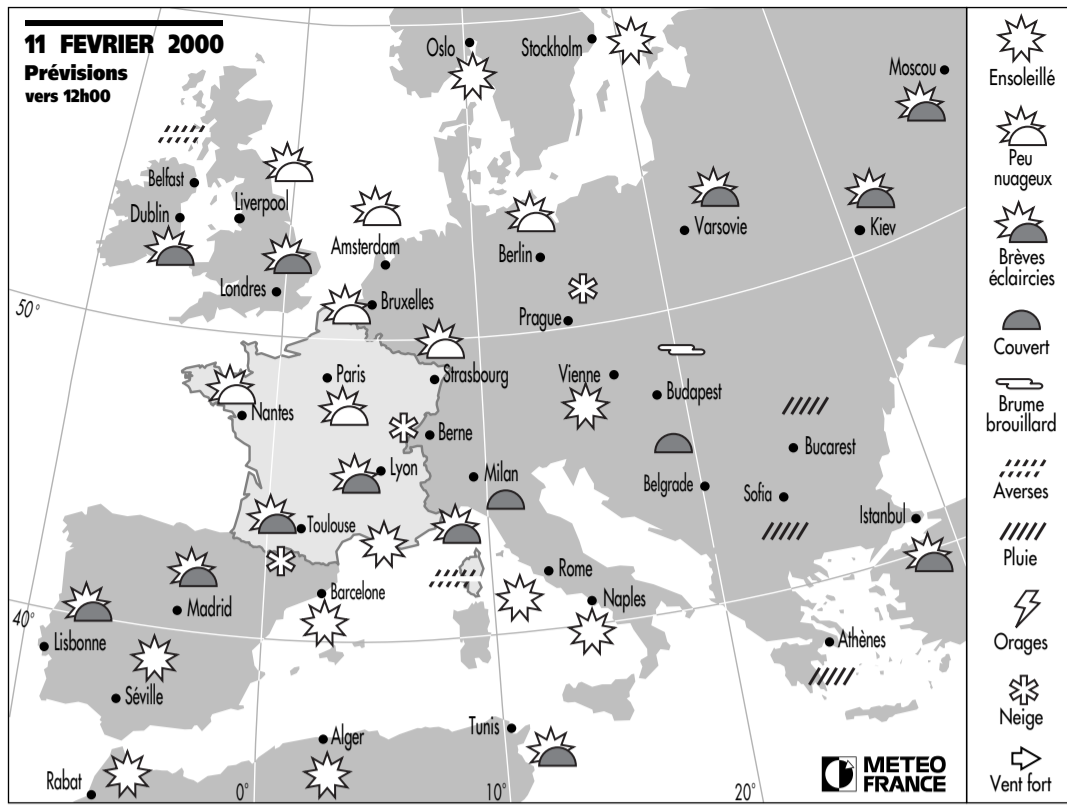 11 FEVRIER 2000
Prévisions
vers 12h00
Oslo
Stockholm
Moscou
Belfast
Dublin
Liverpool
Amsterdam
Berlin
Varsovie
Kiev
Londres
Bruxelles
Prague
50°
Paris
Strasbourg
Vienne
Budapest
Nantes
Berne
Bucarest
Lyon
Milan
Belgrade
Sofia
Istanbul
Toulouse
Rome
Barcelone
Naples
Madrid
40°
Lisbonne
Athènes
Séville
Tunis
Alger
Rabat
0°
10°
20°
METEO
FRANCE
Ensoleillé
Peu
nuageux
Brèves
éclaircies
Couvert
Brume
brouillard
Averses
Pluie
Orages
Neige
Vent fort